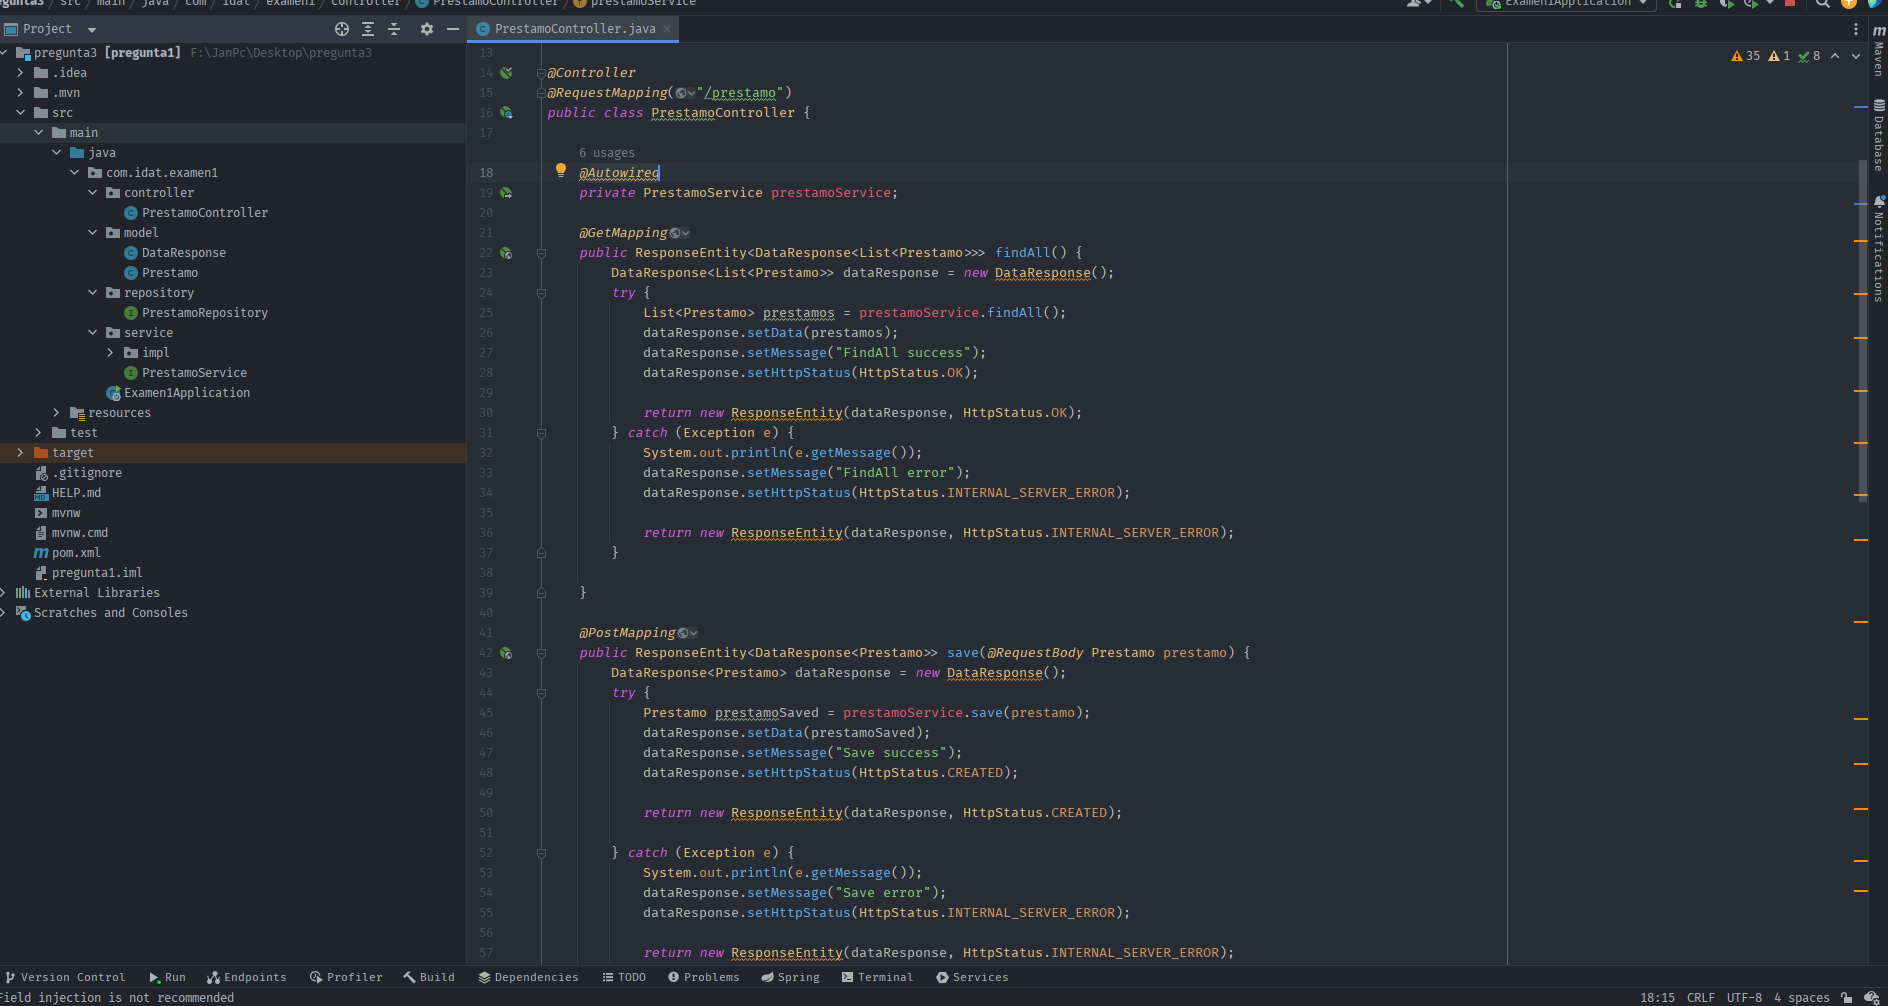 pregunta3 / src / main / java / com / idat / examen1 / controller / PrestamoController / prestamoService
Examen1Application
Project
PrestamoController.java
pregunta3 [pregunta1] F:\JanPc\Desktop\pregunta3
.idea
.mvn
src
main
java
com.idat.examen1
controller
PrestamoController
model
DataResponse
Prestamo
repository
PrestamoRepository
service
impl
PrestamoService
Examen1Application
resources
test
target
.gitignore
HELP.md
mvnw
mvnw.cmd
pom.xml
pregunta1.iml
External Libraries
Scratches and Consoles
35 1 8
13
14 @Controller
15 @RequestMapping("/prestamo")
16 public class PrestamoController {
17
6 usages
18 @Autowired
19 private PrestamoService prestamoService;
20
21 @GetMapping
22 public ResponseEntity<DataResponse<List<Prestamo>>> findAll() {
23 DataResponse<List<Prestamo>> dataResponse = new DataResponse();
24 try {
25 List<Prestamo> prestamos = prestamoService.findAll();
26 dataResponse.setData(prestamos);
27 dataResponse.setMessage("FindAll success");
28 dataResponse.setHttpStatus(HttpStatus.OK);
29
30 return new ResponseEntity(dataResponse, HttpStatus.OK);
31 } catch (Exception e) {
32 System.out.println(e.getMessage());
33 dataResponse.setMessage("FindAll error");
34 dataResponse.setHttpStatus(HttpStatus.INTERNAL_SERVER_ERROR);
35
36 return new ResponseEntity(dataResponse, HttpStatus.INTERNAL_SERVER_ERROR);
37 }
38
39 }
40
41 @PostMapping
42 public ResponseEntity<DataResponse<Prestamo>> save(@RequestBody Prestamo prestamo) {
43 DataResponse<Prestamo> dataResponse = new DataResponse();
44 try {
45 Prestamo prestamoSaved = prestamoService.save(prestamo);
46 dataResponse.setData(prestamoSaved);
47 dataResponse.setMessage("Save success");
48 dataResponse.setHttpStatus(HttpStatus.CREATED);
49
50 return new ResponseEntity(dataResponse, HttpStatus.CREATED);
51
52 } catch (Exception e) {
53 System.out.println(e.getMessage());
54 dataResponse.setMessage("Save error");
55 dataResponse.setHttpStatus(HttpStatus.INTERNAL_SERVER_ERROR);
56
57 return new ResponseEntity(dataResponse, HttpStatus.INTERNAL_SERVER_ERROR);
Maven
Database
Notifications
Version Control Run Endpoints Profiler Build Dependencies TODO Problems Spring Terminal Services
Field injection is not recommended
18:15 CRLF UTF-8 4 spaces